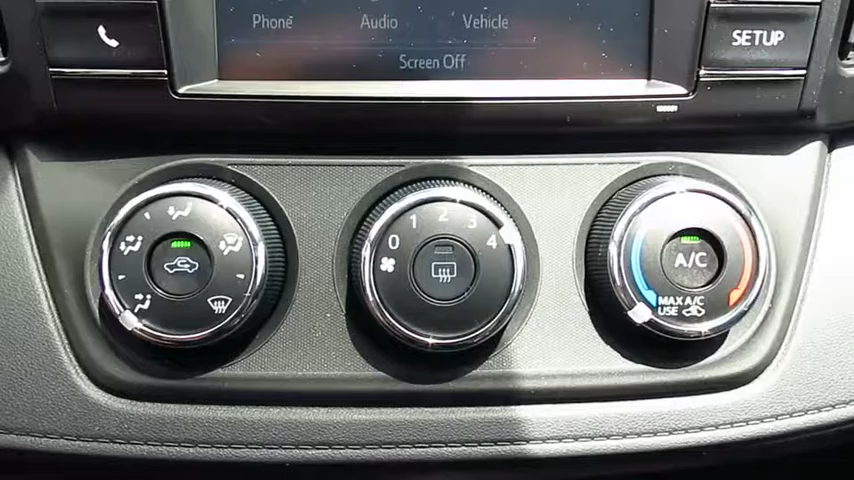 Phone Audio Vehicle
SETUP
Screen Off
0 1 2 3 4
A/C
MAX A/C
USE